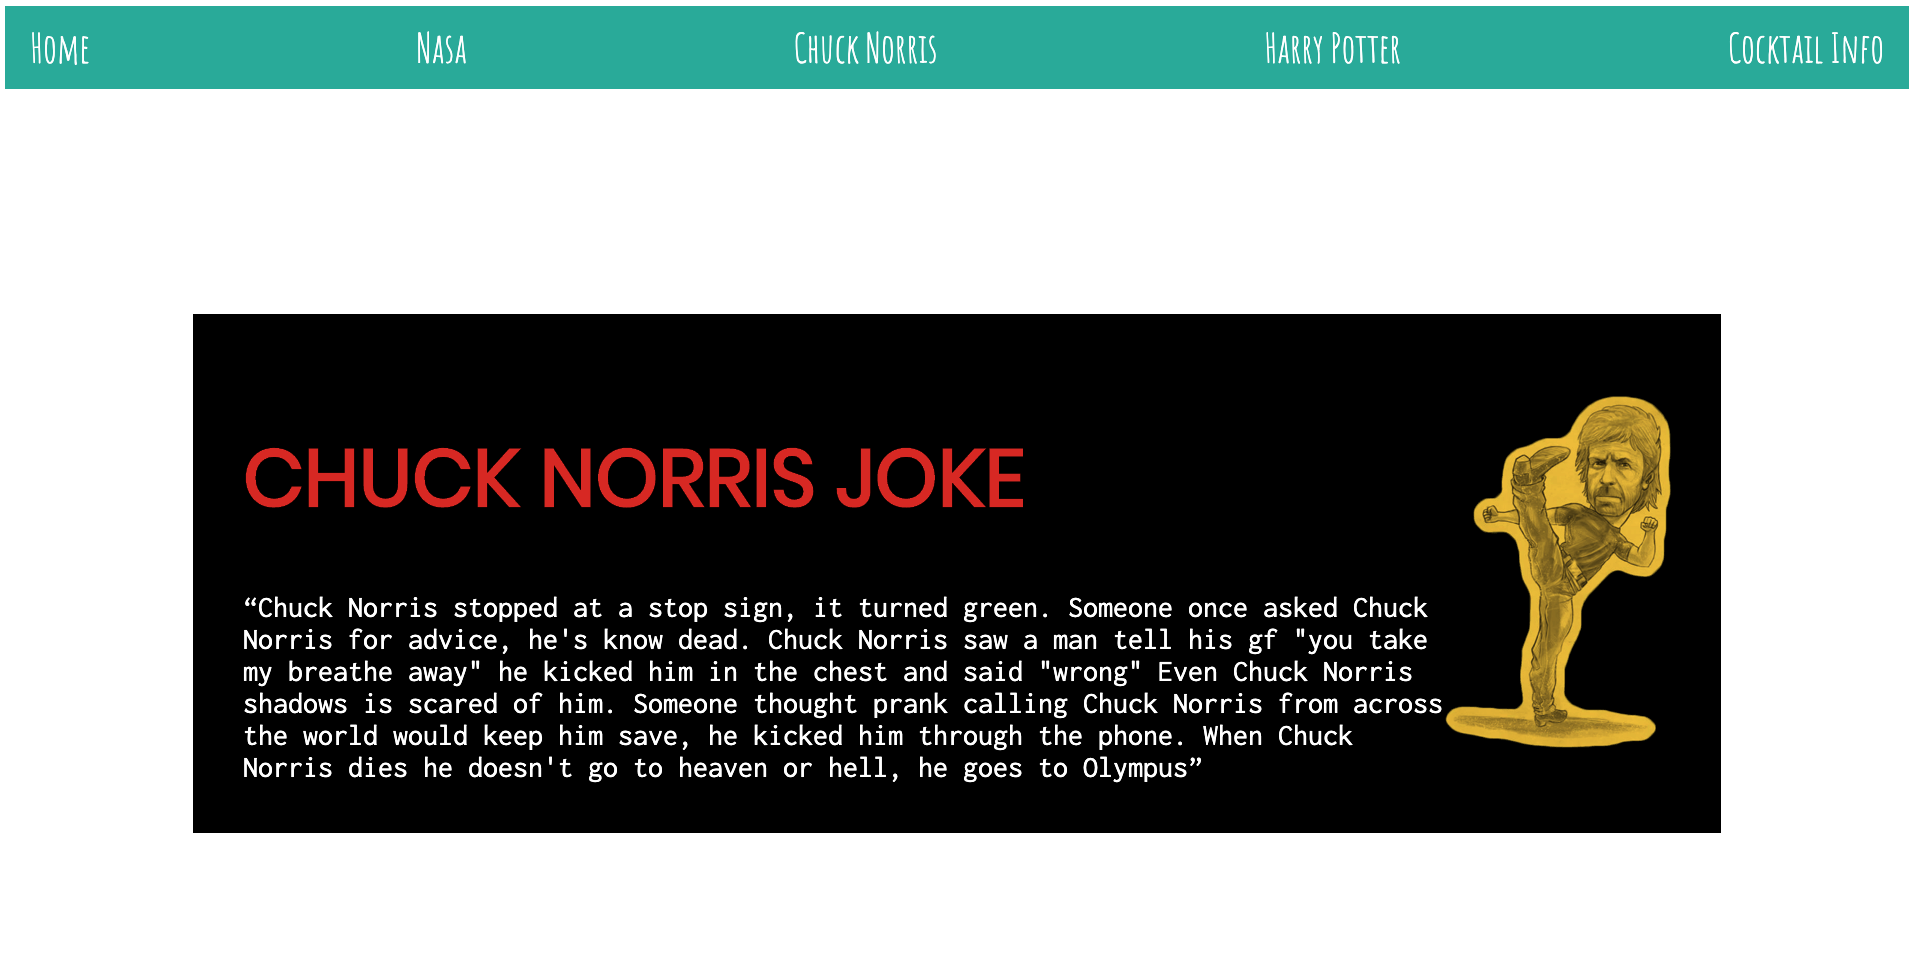 Home Nasa Chuck Norris Harry Potter Cocktail Info
CHUCK NORRIS JOKE
“Chuck Norris stopped at a stop sign, it turned green. Someone once asked Chuck
Norris for advice, he's know dead. Chuck Norris saw a man tell his gf "you take
my breathe away" he kicked him in the chest and said "wrong" Even Chuck Norris
shadows is scared of him. Someone thought prank calling Chuck Norris from across
the world would keep him save, he kicked him through the phone. When Chuck
Norris dies he doesn't go to heaven or hell, he goes to Olympus”